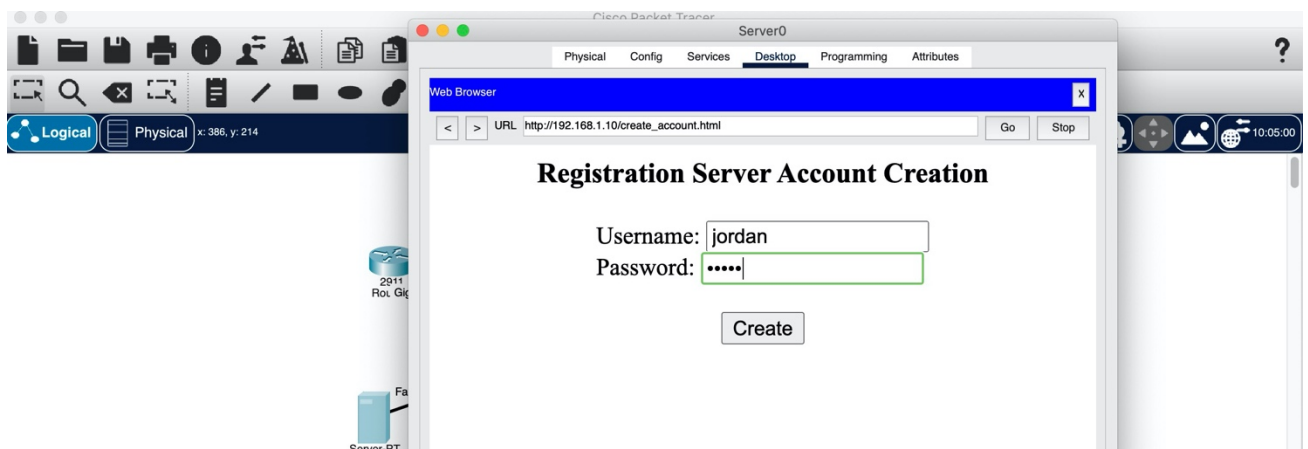 Cisco Packet Tracer
Server0
Physical Config Services Desktop Programming Attributes
Web Browser
X
< > URL http://192.168.1.10/create_account.html Go Stop
Logical Physical x: 386, y: 214
10:05:00
?
Registration Server Account Creation
Username: jordan
Password: •••••
Create
2911
Gig
Fa